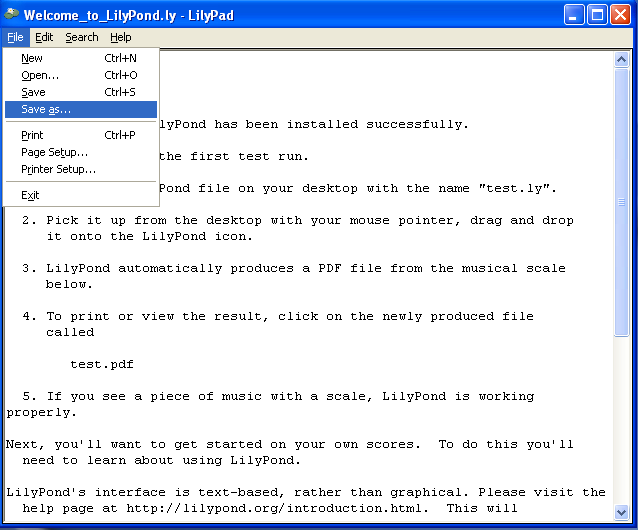 Welcome_to_LilyPond.ly - LilyPad
File Edit Search Help
New Ctrl+N
Open... Ctrl+O
Save Ctrl+S
Save as...
Print Ctrl+P
Page Setup...
Printer Setup...
Exit
lyPond has been installed successfully.
the first test run.
ond file on your desktop with the name "test.ly".
2. Pick it up from the desktop with your mouse pointer, drag and drop
it onto the LilyPond icon.
3. LilyPond automatically produces a PDF file from the musical scale
below.
4. To print or view the result, click on the newly produced file
called
test.pdf
5. If you see a piece of music with a scale, LilyPond is working
properly.
Next, you'll want to get started on your own scores.  To do this you'll
need to learn about using LilyPond.
LilyPond's interface is text-based, rather than graphical. Please visit the
help page at http://lilypond.org/introduction.html.  This will